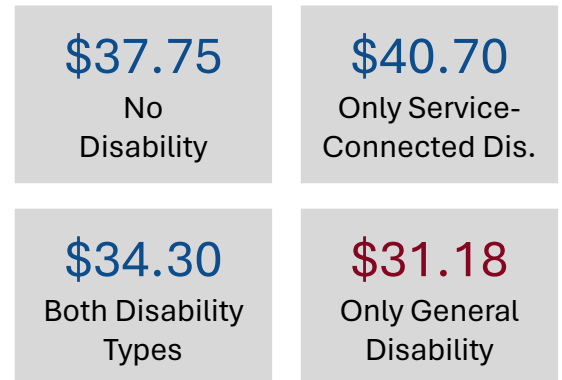 $37.75
No
Disability
$40.70
Only Service-
Connected Dis.
$34.30
Both Disability
Types
$31.18
Only General
Disability